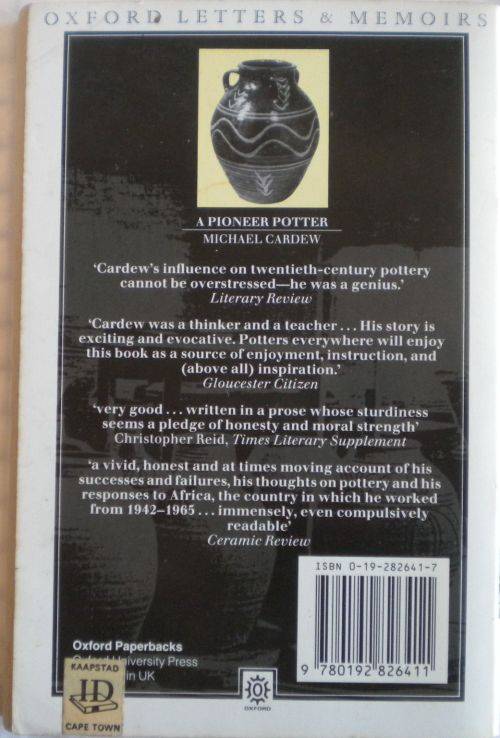 OXFORD LETTERS & MEMOIRS
A PIONEER POTTER
MICHAEL CARDEW
‘Cardew's influence on twentieth-century pottery
cannot be overstressed—he was a genius.’
Literary Review
‘Cardew was a thinker and a teacher . . . His story is
exciting and evocative. Potters everywhere will enjoy
this book as a source of enjoyment, instruction, and
(above all) inspiration.’
Gloucester Citizen
‘very good . . . written in a prose whose sturdiness
seems a pledge of honesty and moral strength’
Christopher Reid, Times Literary Supplement
‘a vivid, honest and at times moving account of his
successes and failures, his thoughts on pottery and his
responses to Africa, the country in which he worked
from 1942–1965 . . . immensely, even compulsively
readable’
Ceramic Review
ISBN 0-19-282641-7
9 780192 826411
Oxford Paperbacks
Oxford University Press
in UK
OXFORD
KAAPSTAD
ID
CAPE TOWN